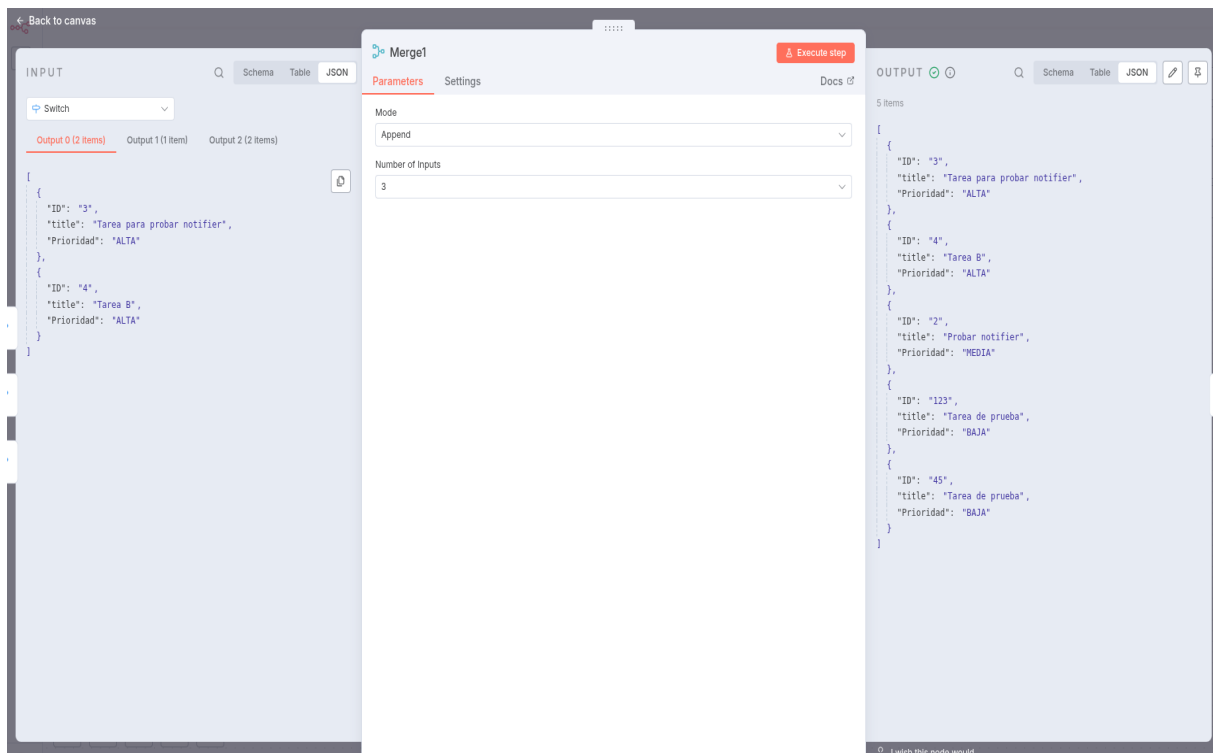 ← Back to canvas
INPUT
Schema Table JSON
Switch
Output 0 (2 items) Output 1 (1 item) Output 2 (2 items)
[
{
"ID": "3",
"title": "Tarea para probar notifier",
"Prioridad": "ALTA"
},
{
"ID": "4",
"title": "Tarea B",
"Prioridad": "ALTA"
}
]
Merge1
Execute step
Parameters Settings Docs
Mode
Append
Number of Inputs
3
OUTPUT
Schema Table JSON
5 items
[
{
"ID": "3",
"title": "Tarea para probar notifier",
"Prioridad": "ALTA"
},
{
"ID": "4",
"title": "Tarea B",
"Prioridad": "ALTA"
},
{
"ID": "2",
"title": "Probar notifier",
"Prioridad": "MEDIA"
},
{
"ID": "123",
"title": "Tarea de prueba",
"Prioridad": "BAJA"
},
{
"ID": "45",
"title": "Tarea de prueba",
"Prioridad": "BAJA"
}
]
I wish this node would